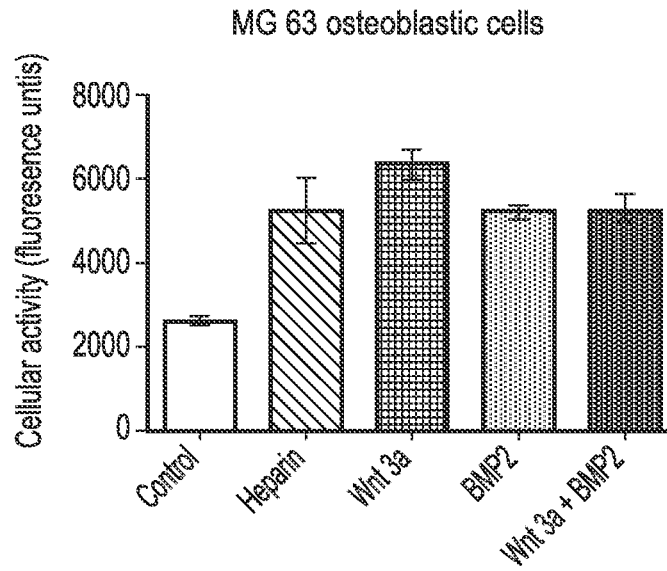 MG 63 osteoblastic cells
Cellular activity (fluoresence untis)
8000
6000
4000
2000
0
Control
Heparin
Wnt 3a
BMP2
Wnt 3a + BMP2